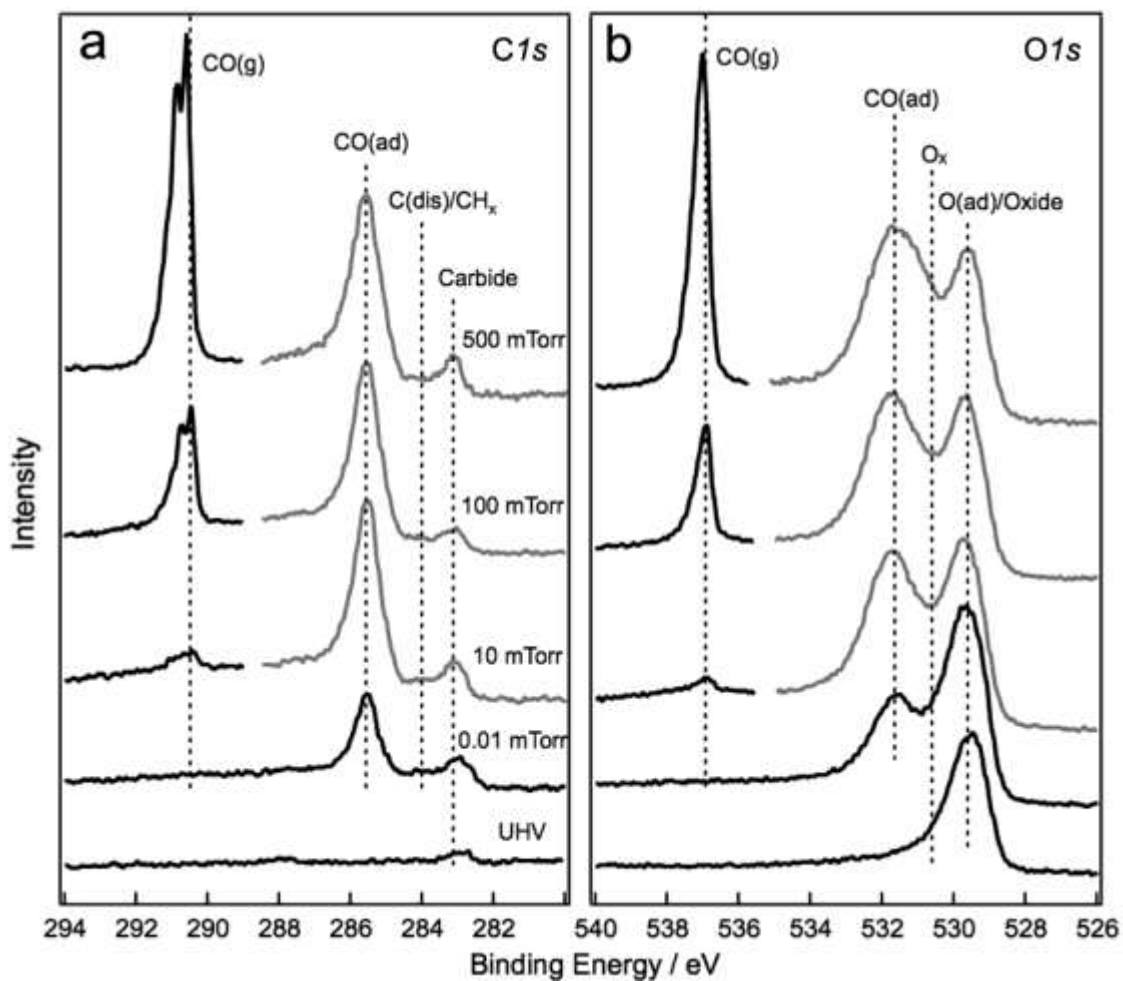 a
C1s
CO(g)
CO(ad)
C(dis)/CHx
Carbide
500 mTorr
100 mTorr
10 mTorr
0.01 mTorr
UHV
294 292 290 288 286 284 282
b
O1s
CO(g)
CO(ad)
Ox
O(ad)/Oxide
540 538 536 534 532 530 528 526
Intensity
Binding Energy / eV